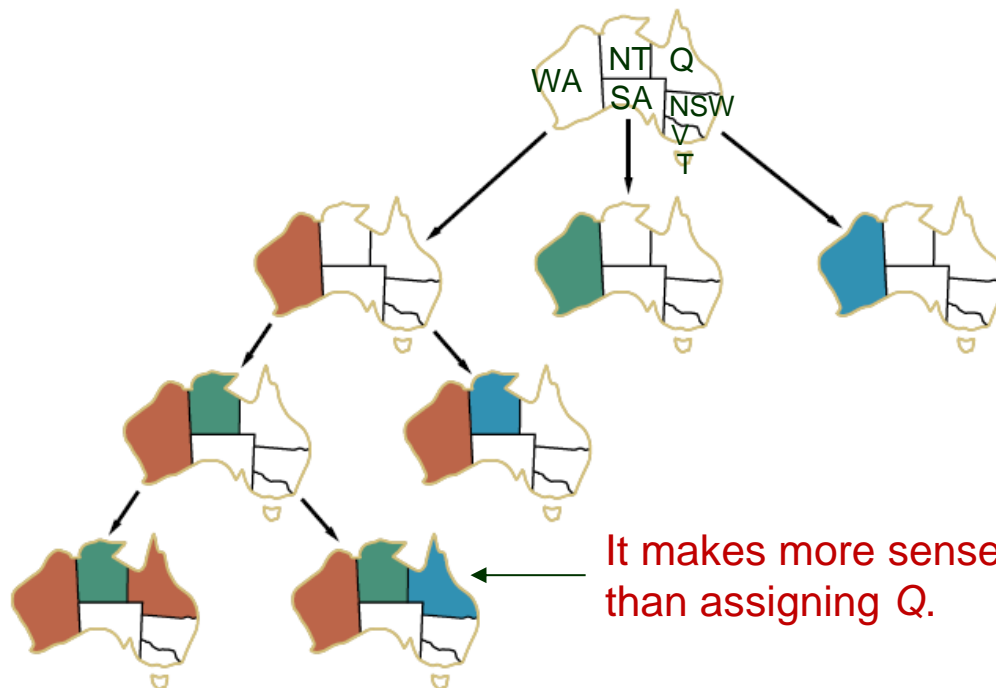 NT Q
WA
SA NSW
V
T
It makes more sense
than assigning Q.